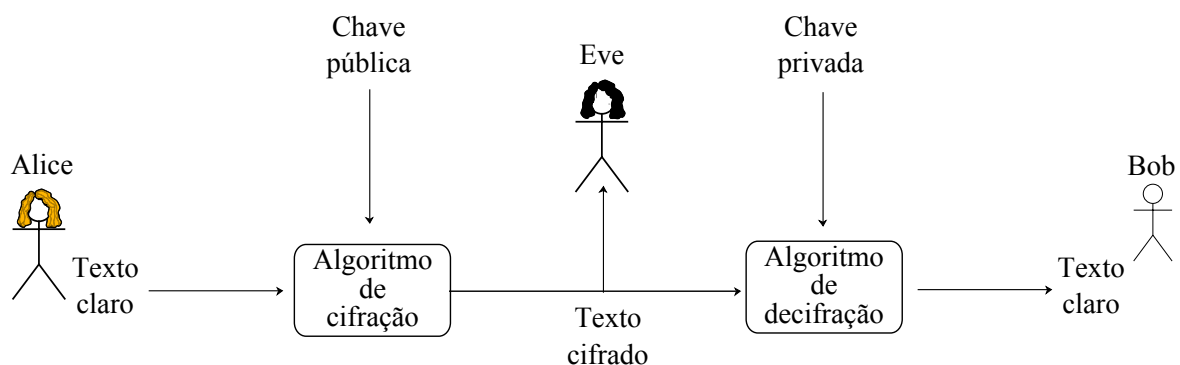 Chave
pública
Eve
Chave
privada
Alice
Bob
Texto
claro
Algoritmo
de
cifração
Texto
cifrado
Algoritmo
de
decifração
Texto
claro